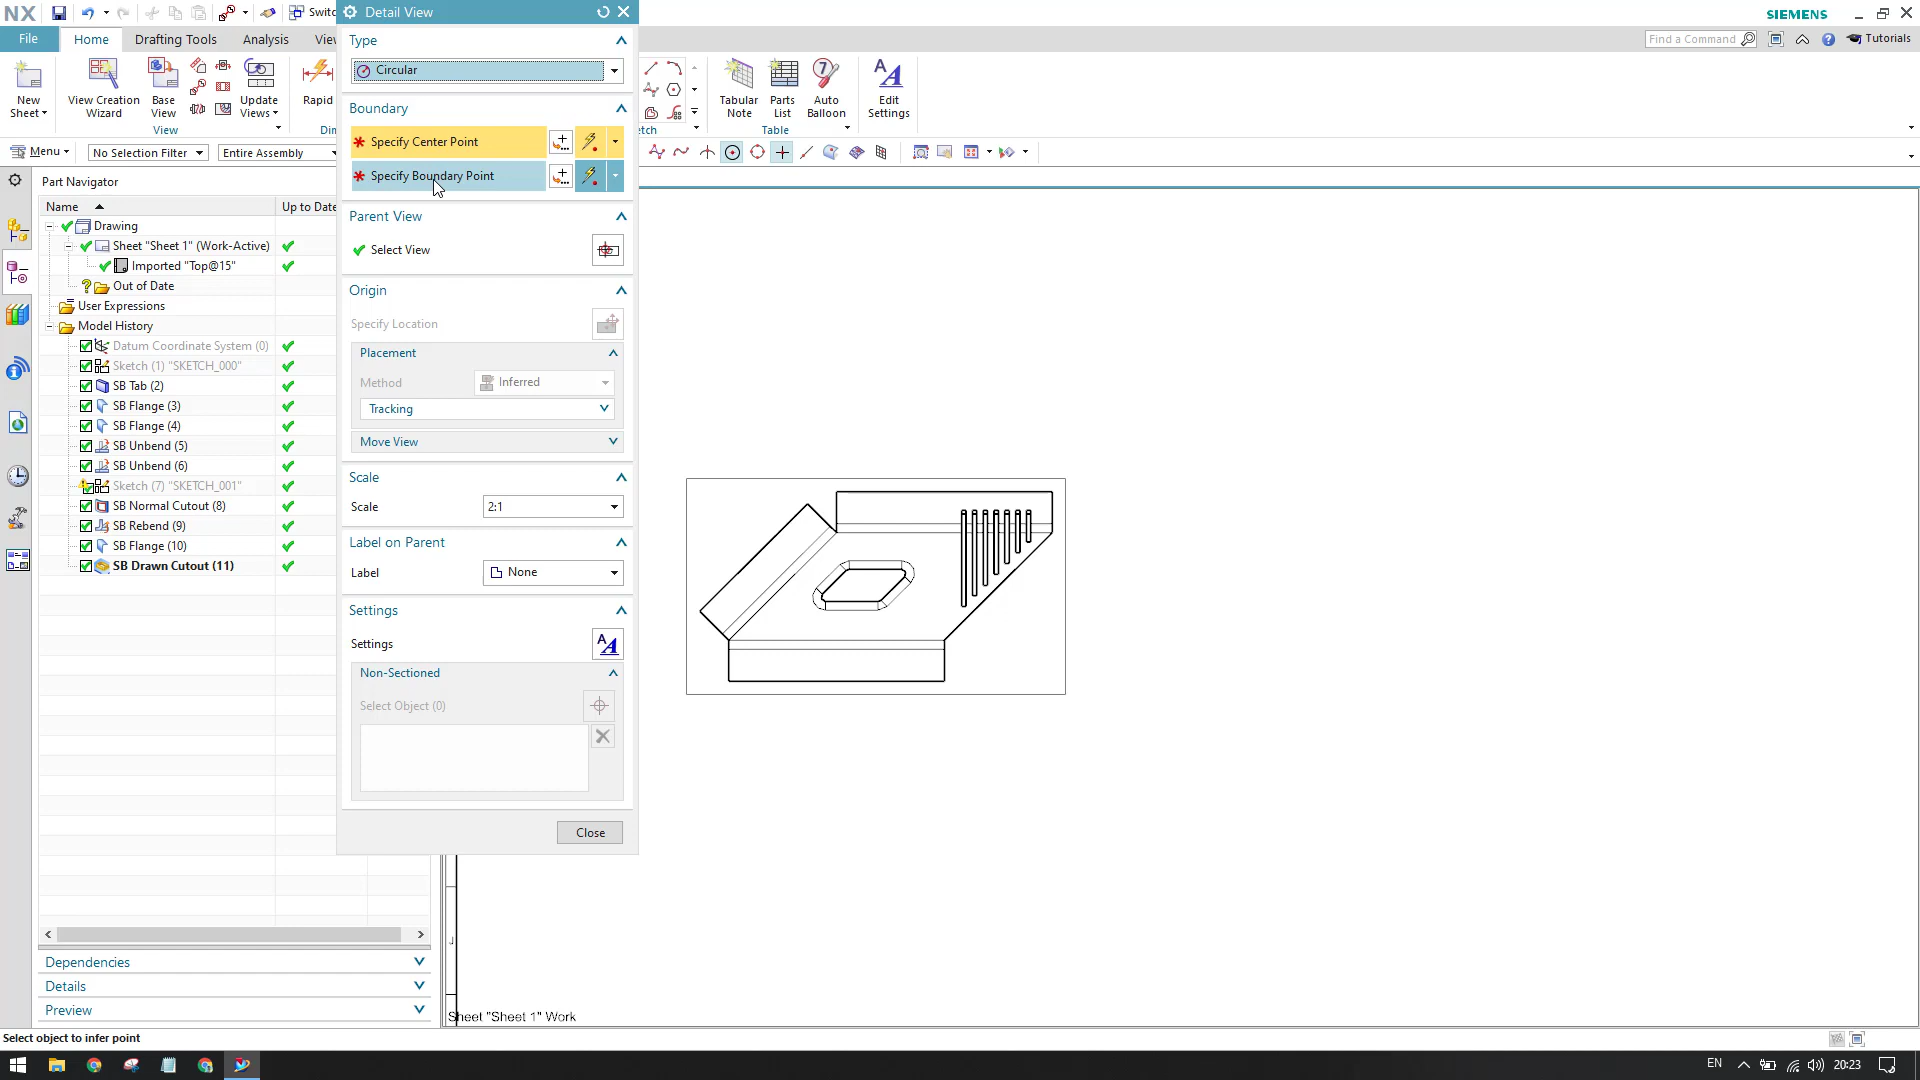 NX
Switc
Detail View
SIEMENS
File
Home
Drafting Tools
Analysis
Vie
Find a Command
Tutorials
Type
Circular
New
Sheet
View Creation
Wizard
Base
View
Update
Views
Rapid
Tabular
Note
Parts
List
Auto
Balloon
Edit
Settings
View
Dir
etch
Table
Menu
No Selection Filter
Entire Assembly
Boundary
Specify Center Point
Specify Boundary Point
Part Navigator
Name
Up to Date
Drawing
Sheet "Sheet 1" (Work-Active)
Imported "Top@15"
Out of Date
User Expressions
Model History
Datum Coordinate System (0)
Sketch (1) "SKETCH_000"
SB Tab (2)
SB Flange (3)
SB Flange (4)
SB Unbend (5)
SB Unbend (6)
Sketch (7) "SKETCH_001"
SB Normal Cutout (8)
SB Rebend (9)
SB Flange (10)
SB Drawn Cutout (11)
Parent View
Select View
Origin
Specify Location
Placement
Method
Inferred
Tracking
Move View
Scale
Scale
2:1
Label on Parent
Label
None
Settings
Settings
Non-Sectioned
Select Object (0)
Close
Dependencies
Details
Preview
Sheet "Sheet 1" Work
Select object to infer point
EN
20:23